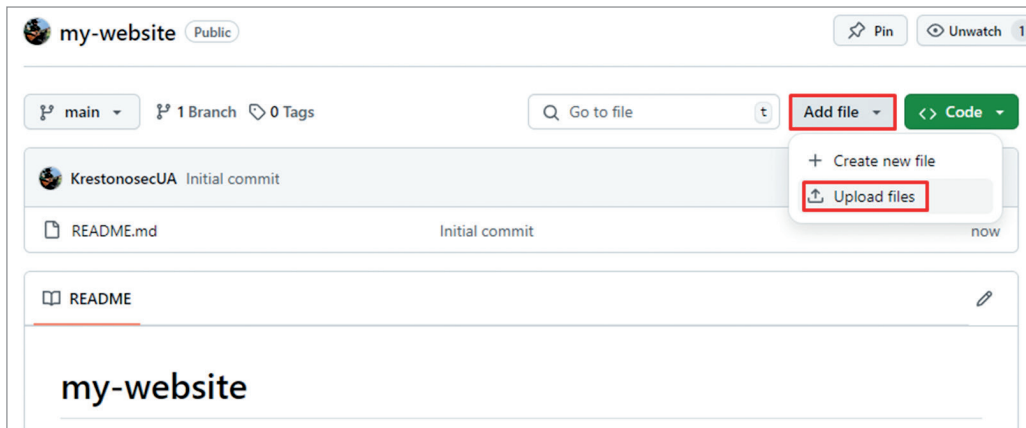 my-website Public Pin Unwatch 1
main 1 Branch 0 Tags Go to file t Add file Code
Create new file
KrestonosecUA Initial commit
Upload files
README.md Initial commit now
README
my-website